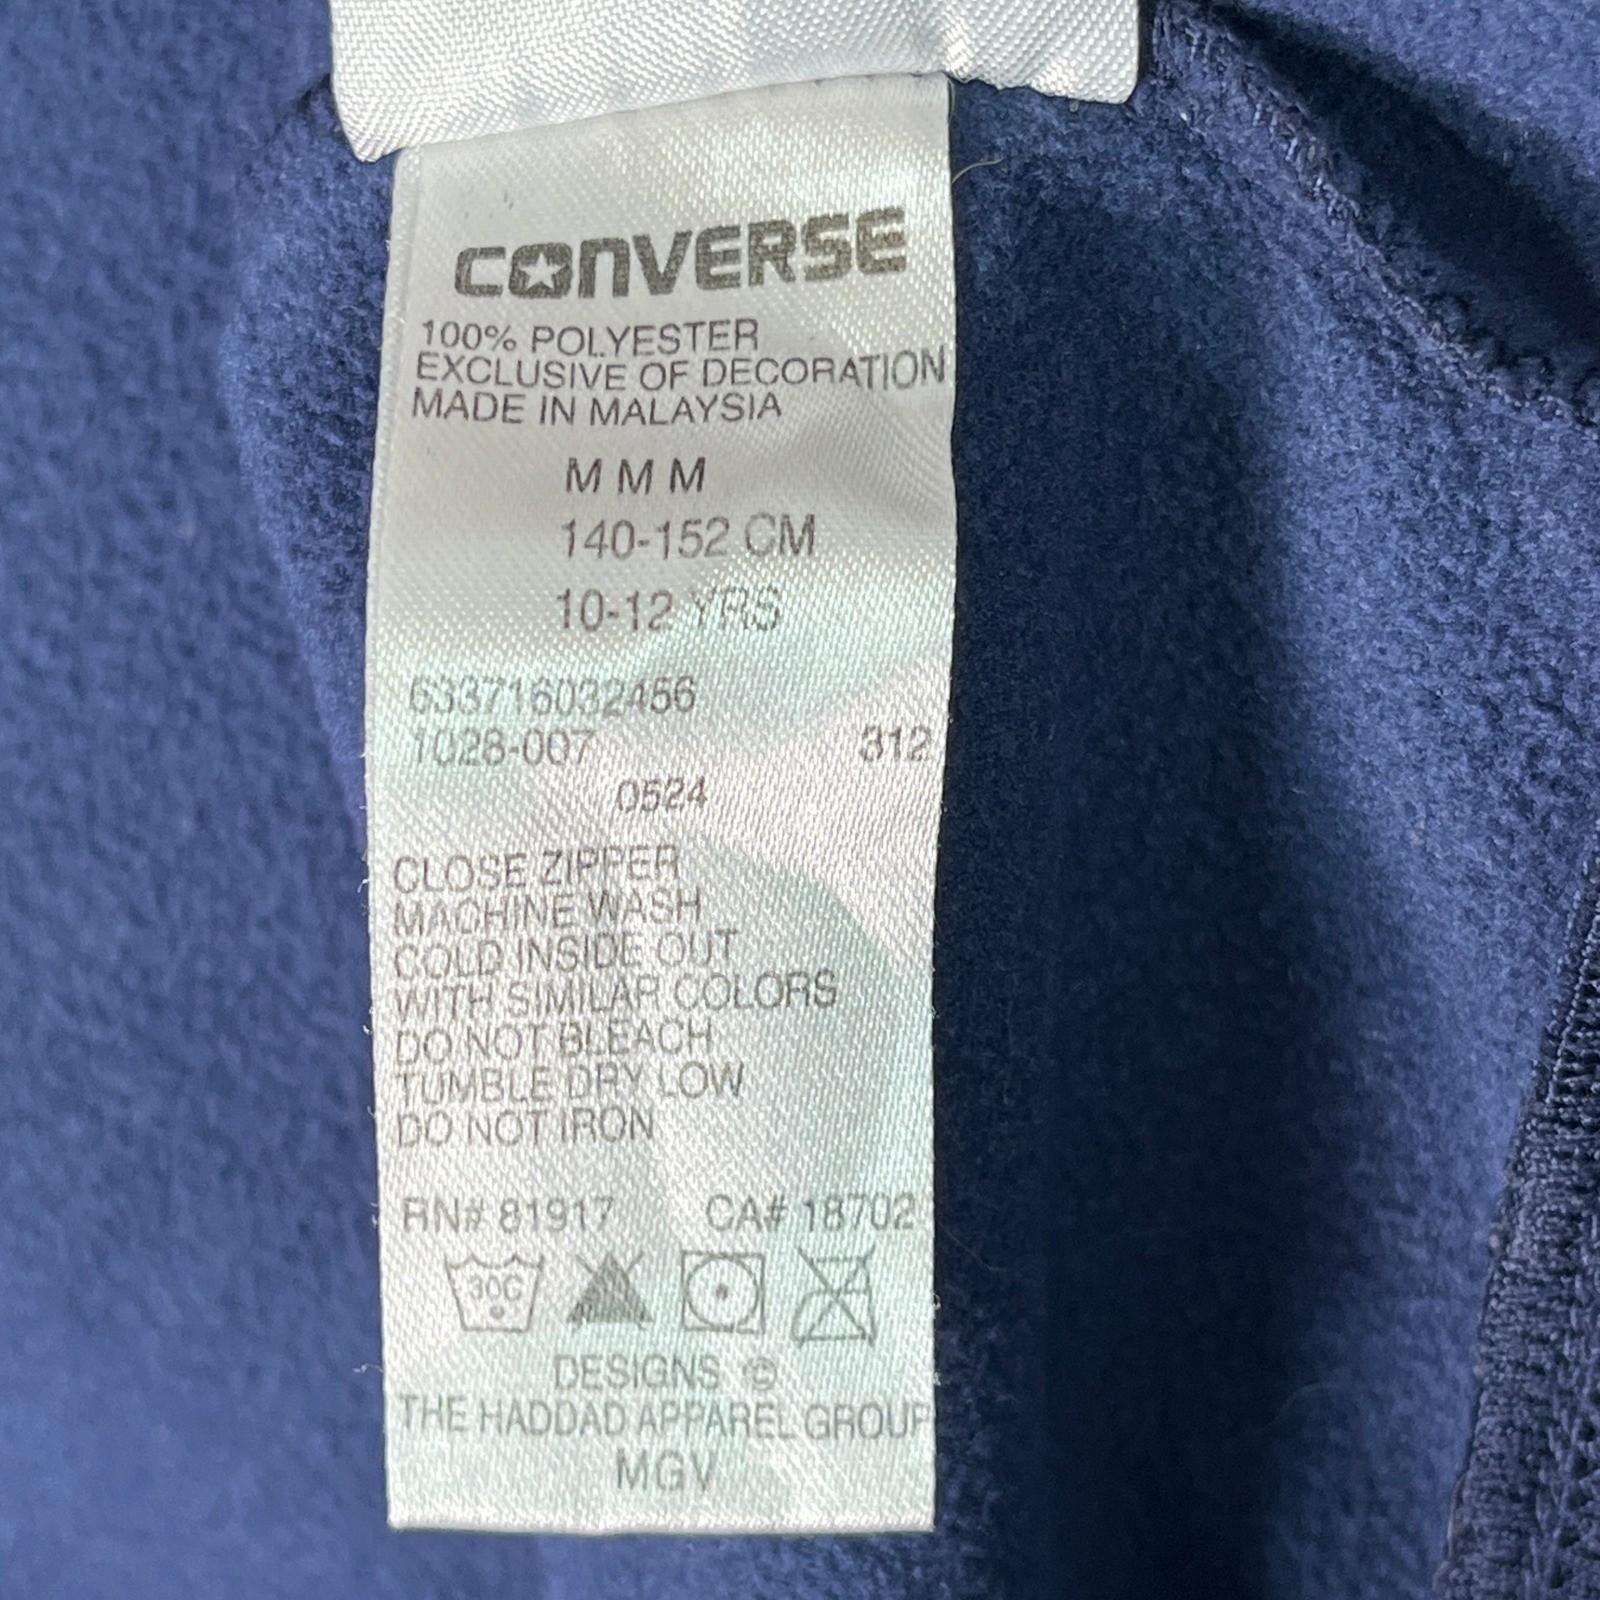 CONVERSE
100% POLYESTER
EXCLUSIVE OF DECORATION
MADE IN MALAYSIA
M M M
140-152 CM
10-12 YRS
633716032456
1028-007 312
0524
CLOSE ZIPPER
MACHINE WASH
COLD INSIDE OUT
WITH SIMILAR COLORS
DO NOT BLEACH
TUMBLE DRY LOW
DO NOT IRON
RN# 81917 CA# 18702
30C
DESIGNS ©
THE HADDAD APPAREL GROUP
MGV